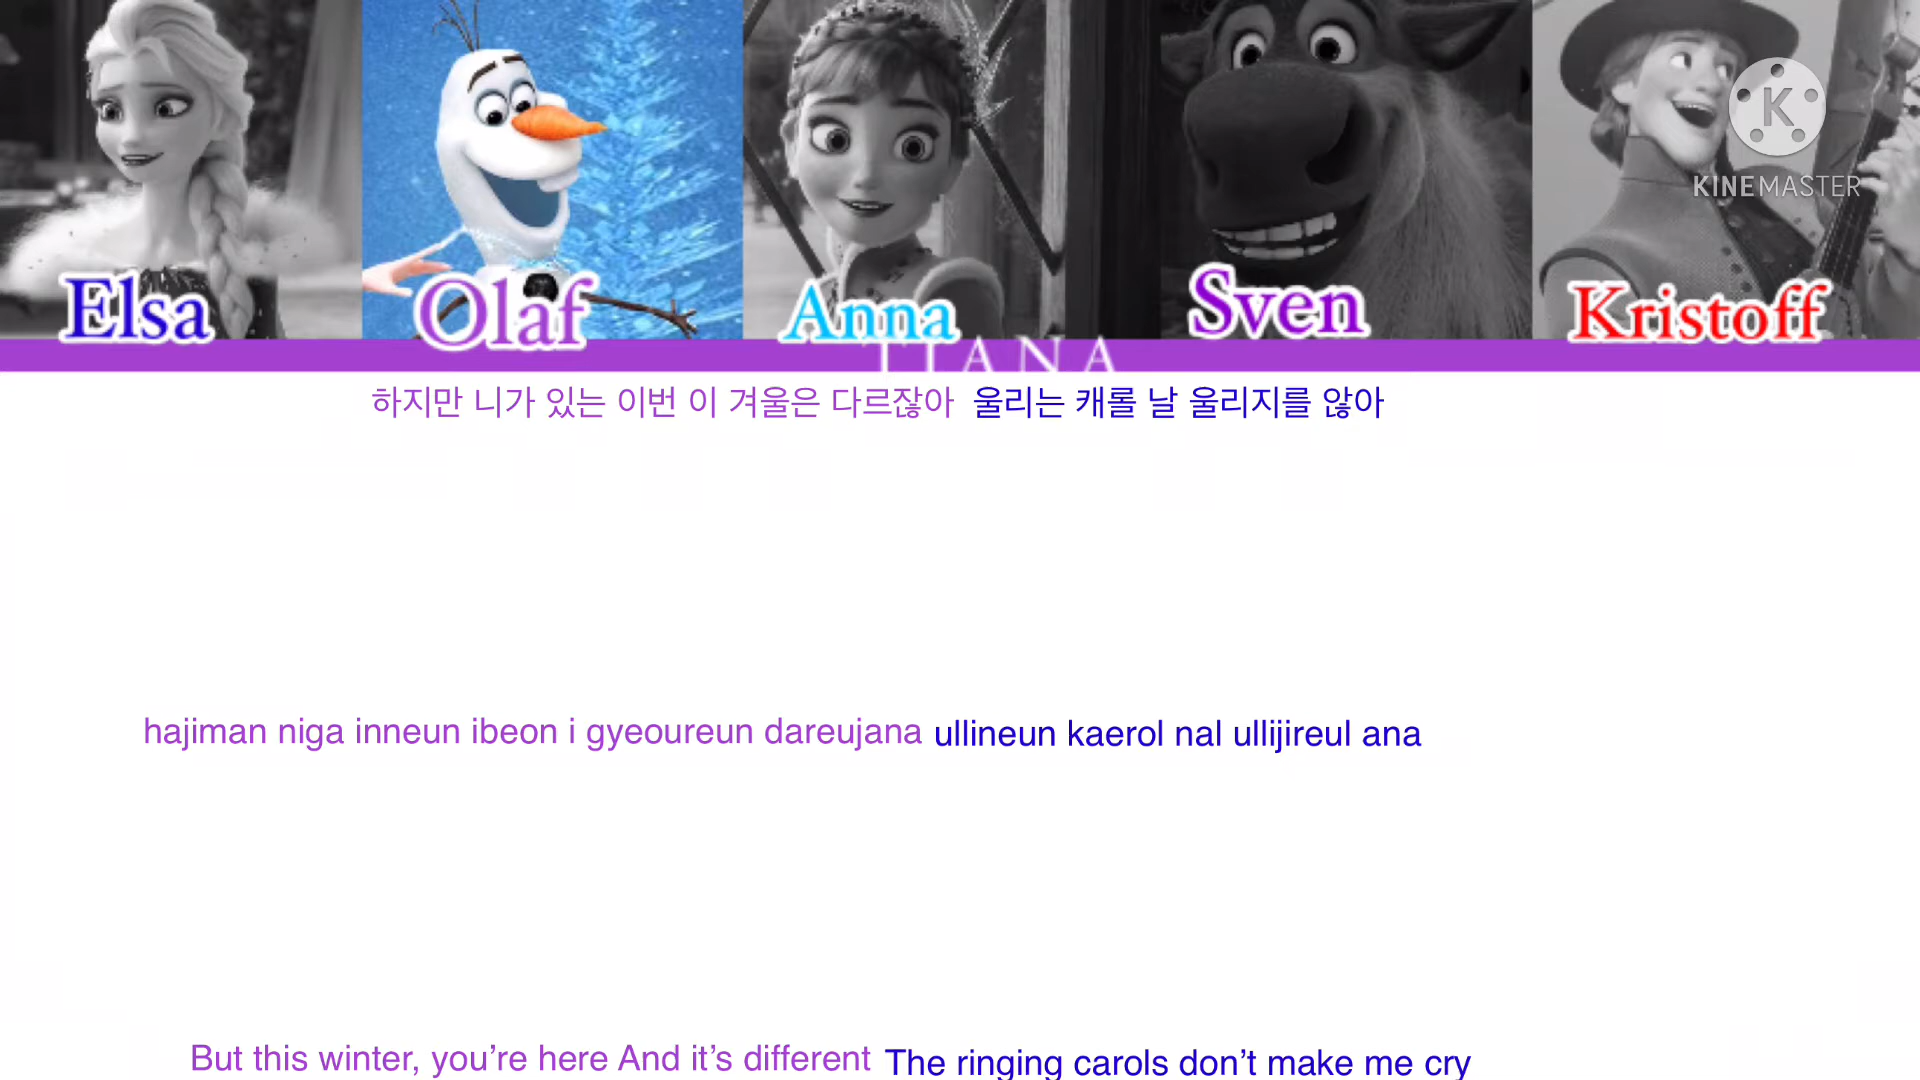 K
KINEMASTER
Elsa
Olaf
Anna
Sven
Kristoff
TIANA
하지만 니가 있는 이번 이 겨울은 다르잖아 울리는 캐롤 날 울리지를 않아
hajiman niga inneun ibeon i gyeoureun dareujana ullineun kaerol nal ullijireul ana
But this winter, you’re here And it’s different The ringing carols don’t make me cry